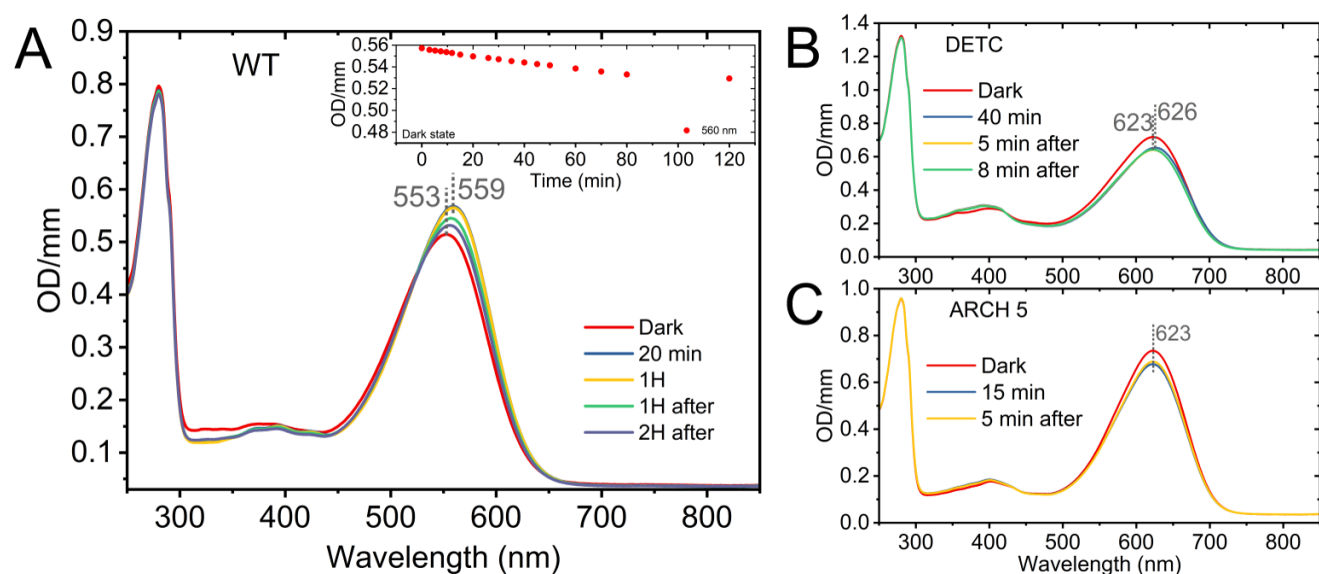 A
WT
OD/mm
0.9
0.8
0.7
0.6
0.5
0.4
0.3
0.2
0.1
300 400 500 600 700 800
Wavelength (nm)
553 559
Dark
20 min
1H
1H after
2H after
OD/mm
0.56
0.54
0.52
0.50
0.48
Dark state
560 nm
0 20 40 60 80 100 120
Time (min)
B
DETC
OD/mm
1.4
1.2
1.0
0.8
0.6
0.4
0.2
0.0
Dark
40 min
5 min after
8 min after
623 626
300 400 500 600 700 800
Wavelength (nm)
C
ARCH 5
OD/mm
1.0
0.8
0.6
0.4
0.2
0.0
623
Dark
15 min
5 min after
300 400 500 600 700 800
Wavelength (nm)